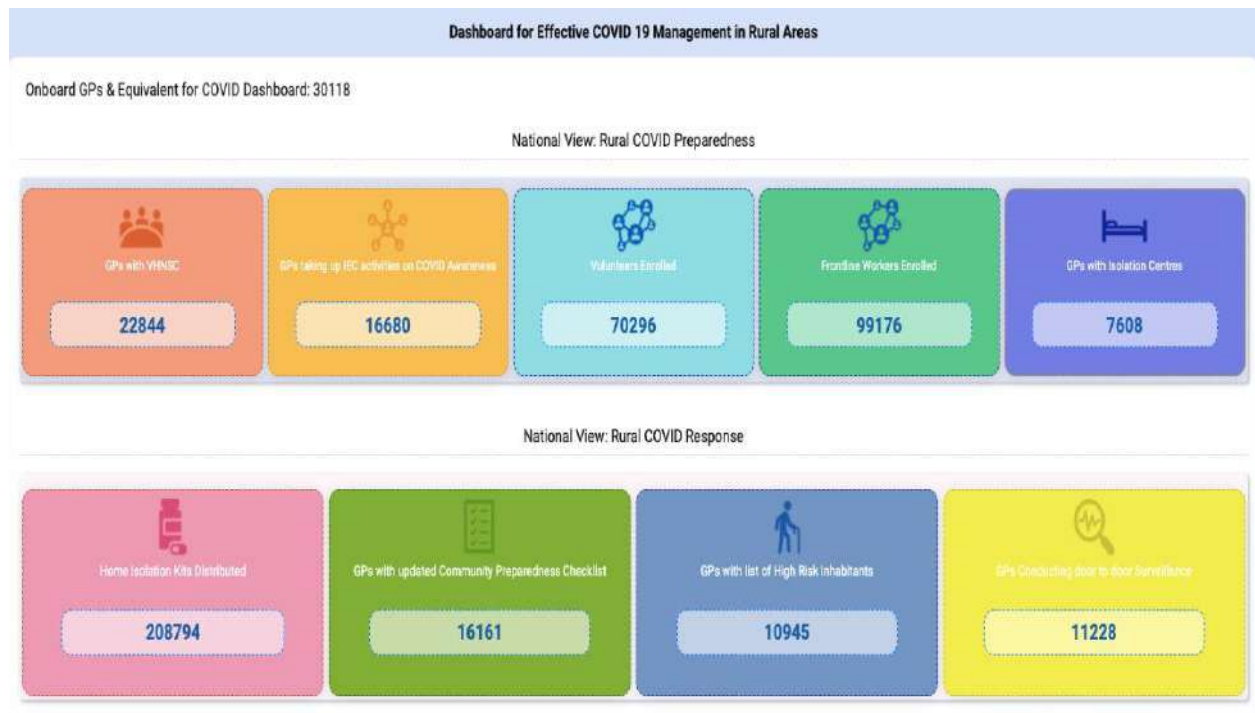 Dashboard for Effective COVID 19 Management in Rural Areas
Onboard GPs & Equivalent for COVID Dashboard: 30118
National View: Rural COVID Preparedness
GPs with VHNSC
22844
GPs taking up IEC activities on COVID Awareness
16680
Volunteers Enrolled
70296
Frontline Workers Enrolled
99176
GPs with Isolation Centres
7608
National View: Rural COVID Response
Home Isolation Kits Distributed
208794
GPs with updated Community Preparedness Checklist
16161
GPs with list of High Risk Inhabitants
10945
GPs Conducting door to door Surveillance
11228